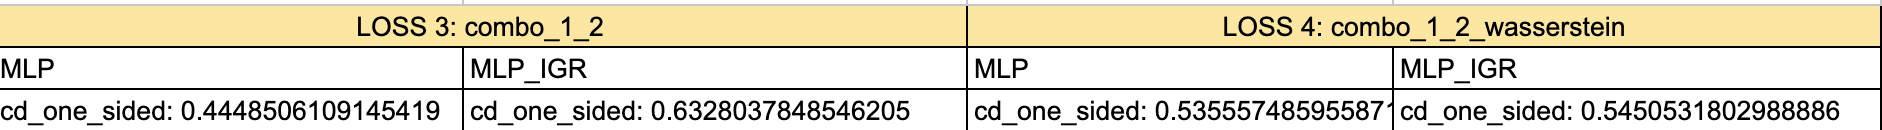 LOSS 3: combo_1_2
LOSS 4: combo_1_2_wasserstein
MLP
MLP_IGR
MLP
MLP_IGR
cd_one_sided: 0.4448506109145419
cd_one_sided: 0.6328037848546205
cd_one_sided: 0.535557485955871
cd_one_sided: 0.5450531802988886